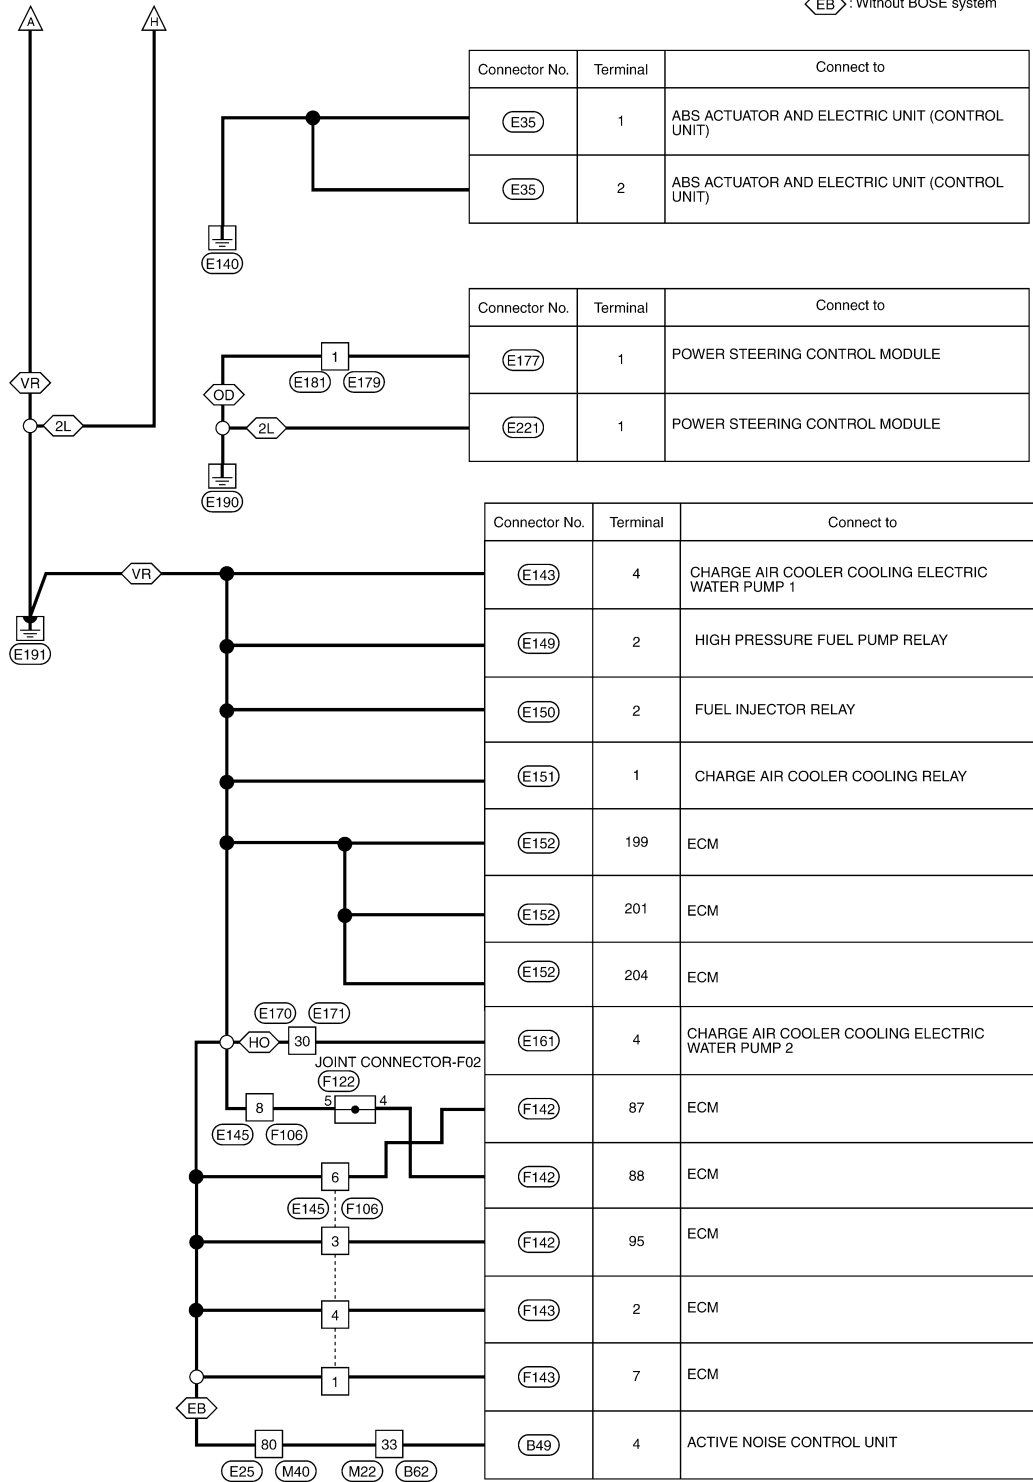 A
H
EB : Without BOSE system
Connector No. Terminal Connect to
E35 1 ABS ACTUATOR AND ELECTRIC UNIT (CONTROL
UNIT)
E35 2 ABS ACTUATOR AND ELECTRIC UNIT (CONTROL
UNIT)
E140
Connector No. Terminal Connect to
1 E177 1 POWER STEERING CONTROL MODULE
E181 E179
VR
OD
2L
2L E221 1 POWER STEERING CONTROL MODULE
E190
Connector No. Terminal Connect to
VR E143 4 CHARGE AIR COOLER COOLING ELECTRIC
WATER PUMP 1
E191
E149 2 HIGH PRESSURE FUEL PUMP RELAY
E150 2 FUEL INJECTOR RELAY
E151 1 CHARGE AIR COOLER COOLING RELAY
E152 199 ECM
E152 201 ECM
E152 204 ECM
E170 E171
HO 30 E161 4 CHARGE AIR COOLER COOLING ELECTRIC
WATER PUMP 2
JOINT CONNECTOR-F02
F122
8 5 4 F142 87 ECM
E145 F106
6 F142 88 ECM
E145 F106
3 F142 95 ECM
4 F143 2 ECM
1 F143 7 ECM
EB
80 33 B49 4 ACTIVE NOISE CONTROL UNIT
E25 M40 M22 B62